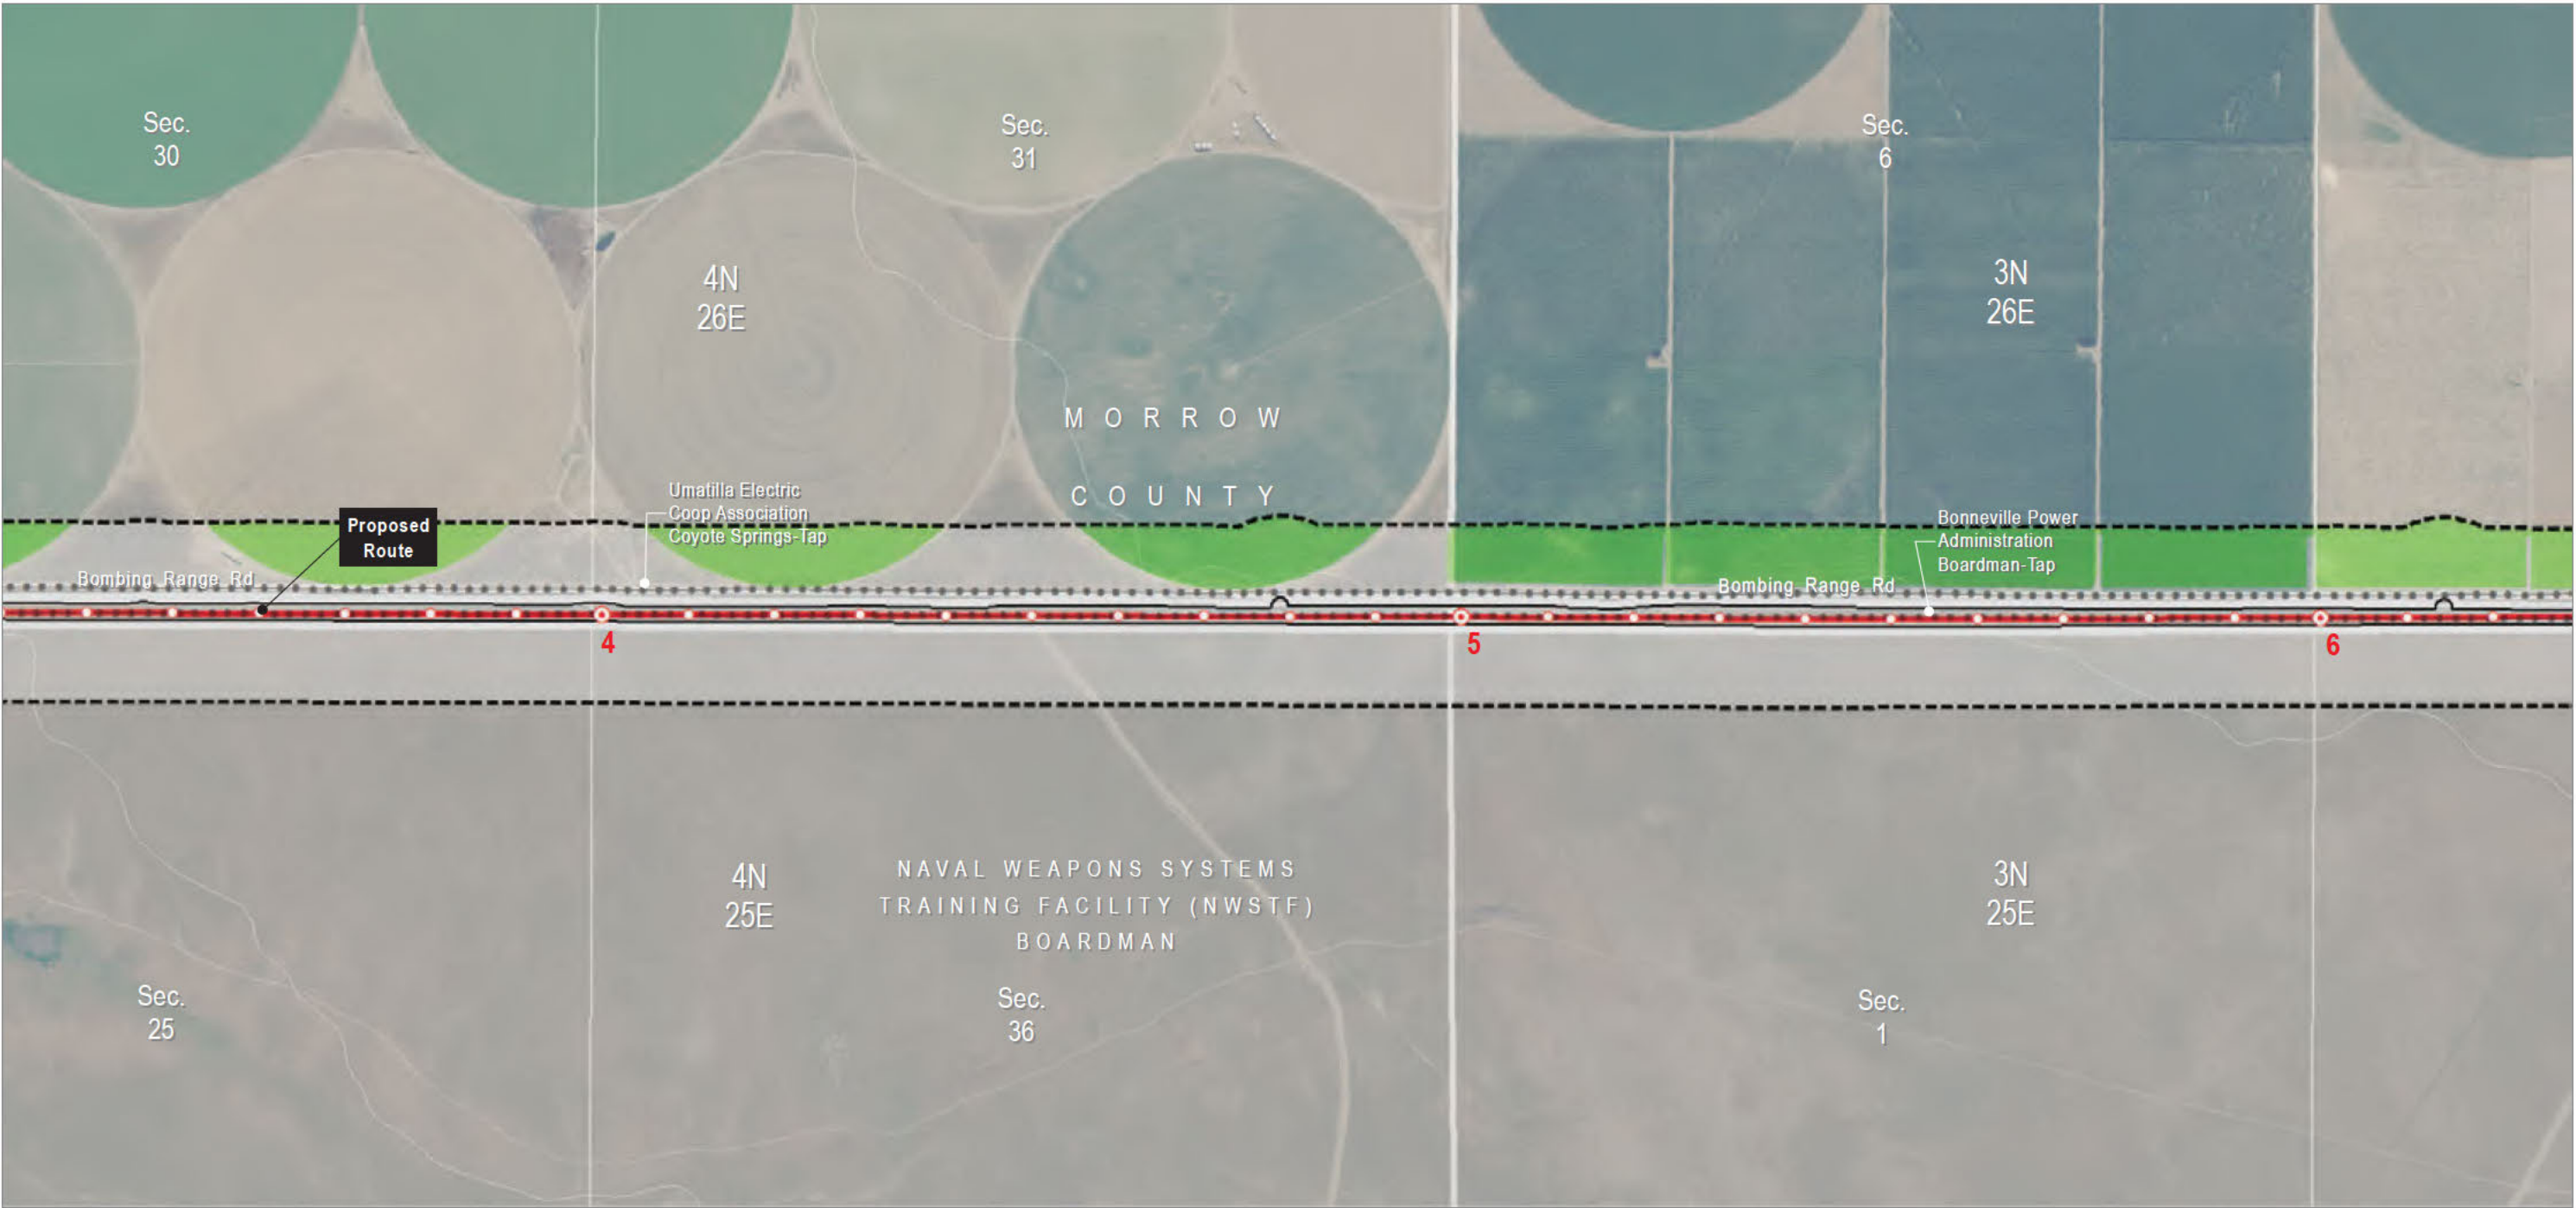 Sec.
30
Sec.
31
Sec.
6
4N
26E
3N
26E
MORROW
COUNTY
Umatilla Electric
Coop Association
Coyote Springs-Tap
Proposed
Route
Bonneville Power
Administration
Boardman-Tap
Bombing Range Rd
Bombing Range Rd
4
5
6
4N
25E
NAVAL WEAPONS SYSTEMS
TRAINING FACILITY (NWSTF)
BOARDMAN
3N
25E
Sec.
25
Sec.
36
Sec.
1